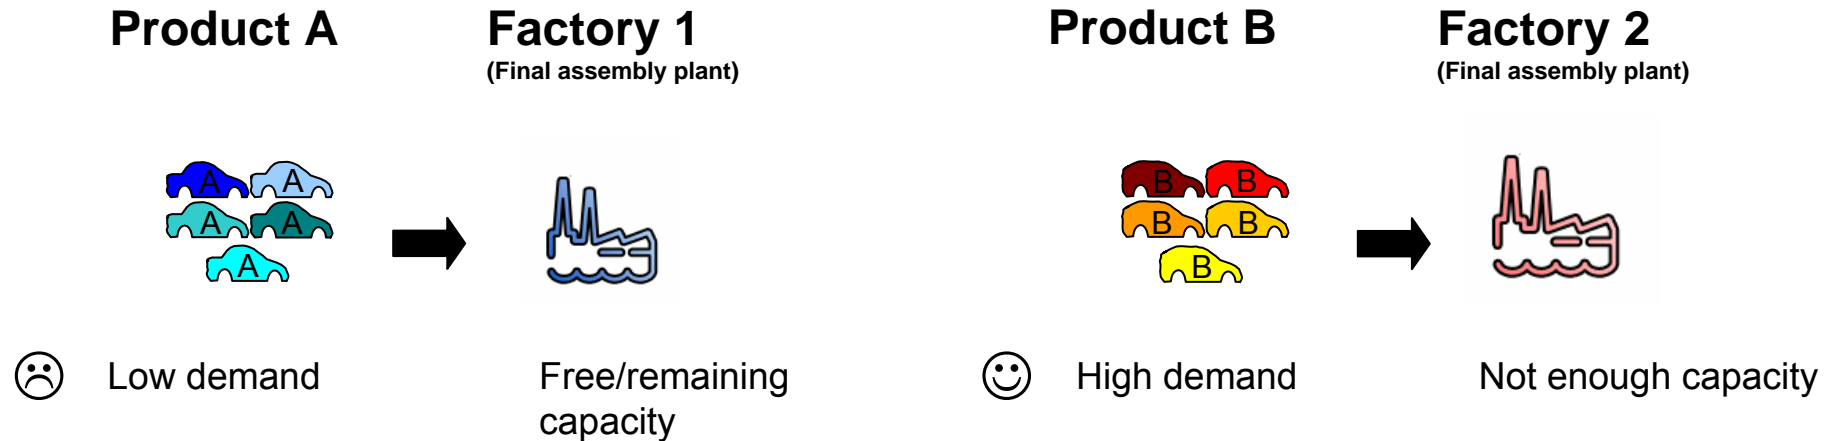 Product A
Factory 1
(Final assembly plant)
Product B
Factory 2
(Final assembly plant)
A A
A A
A
B B
B B
B
Low demand
Free/remaining
capacity
High demand
Not enough capacity